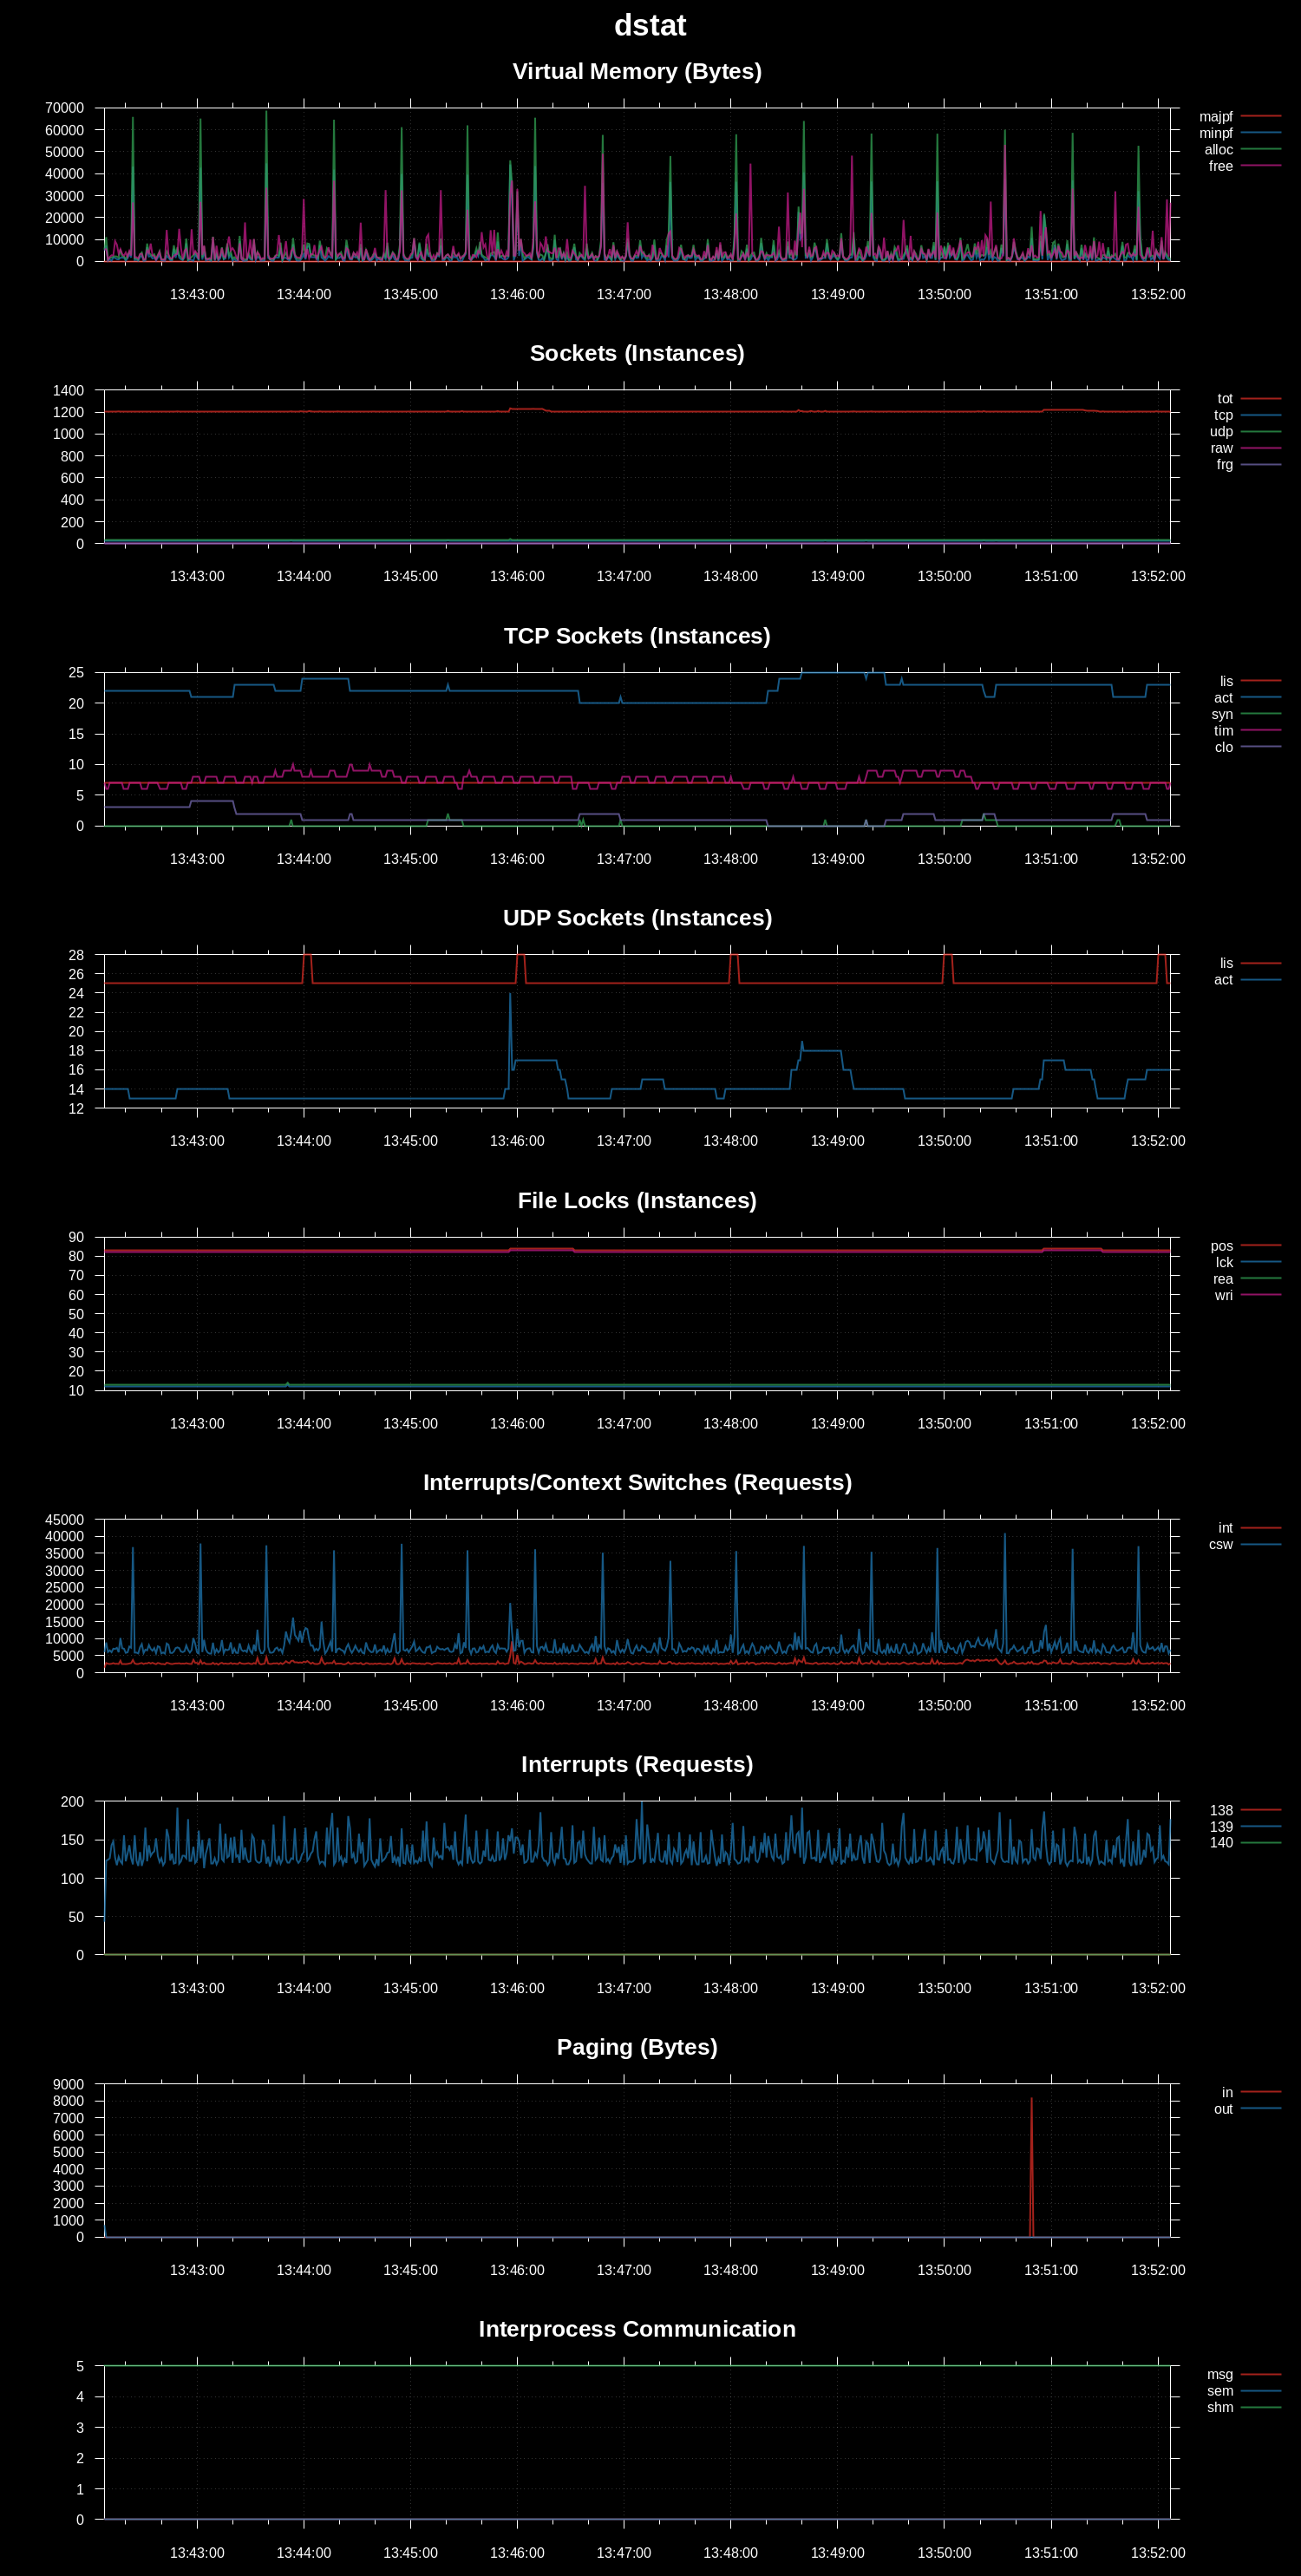 dstat
Virtual Memory (Bytes)
70000
60000
50000
40000
30000
20000
10000
0
13:43:00 13:44:00 13:45:00 13:46:00 13:47:00 13:48:00 13:49:00 13:50:00 13:51:00 13:52:00
majpf
minpf
alloc
free
Sockets (Instances)
1400
1200
1000
800
600
400
200
0
13:43:00 13:44:00 13:45:00 13:46:00 13:47:00 13:48:00 13:49:00 13:50:00 13:51:00 13:52:00
tot
tcp
udp
raw
frg
TCP Sockets (Instances)
25
20
15
10
5
0
13:43:00 13:44:00 13:45:00 13:46:00 13:47:00 13:48:00 13:49:00 13:50:00 13:51:00 13:52:00
lis
act
syn
tim
clo
UDP Sockets (Instances)
28
26
24
22
20
18
16
14
12
13:43:00 13:44:00 13:45:00 13:46:00 13:47:00 13:48:00 13:49:00 13:50:00 13:51:00 13:52:00
lis
act
File Locks (Instances)
90
80
70
60
50
40
30
20
10
13:43:00 13:44:00 13:45:00 13:46:00 13:47:00 13:48:00 13:49:00 13:50:00 13:51:00 13:52:00
pos
lck
rea
wri
Interrupts/Context Switches (Requests)
45000
40000
35000
30000
25000
20000
15000
10000
5000
0
13:43:00 13:44:00 13:45:00 13:46:00 13:47:00 13:48:00 13:49:00 13:50:00 13:51:00 13:52:00
int
csw
Interrupts (Requests)
200
150
100
50
0
13:43:00 13:44:00 13:45:00 13:46:00 13:47:00 13:48:00 13:49:00 13:50:00 13:51:00 13:52:00
138
139
140
Paging (Bytes)
9000
8000
7000
6000
5000
4000
3000
2000
1000
0
13:43:00 13:44:00 13:45:00 13:46:00 13:47:00 13:48:00 13:49:00 13:50:00 13:51:00 13:52:00
in
out
Interprocess Communication
5
4
3
2
1
0
13:43:00 13:44:00 13:45:00 13:46:00 13:47:00 13:48:00 13:49:00 13:50:00 13:51:00 13:52:00
msg
sem
shm